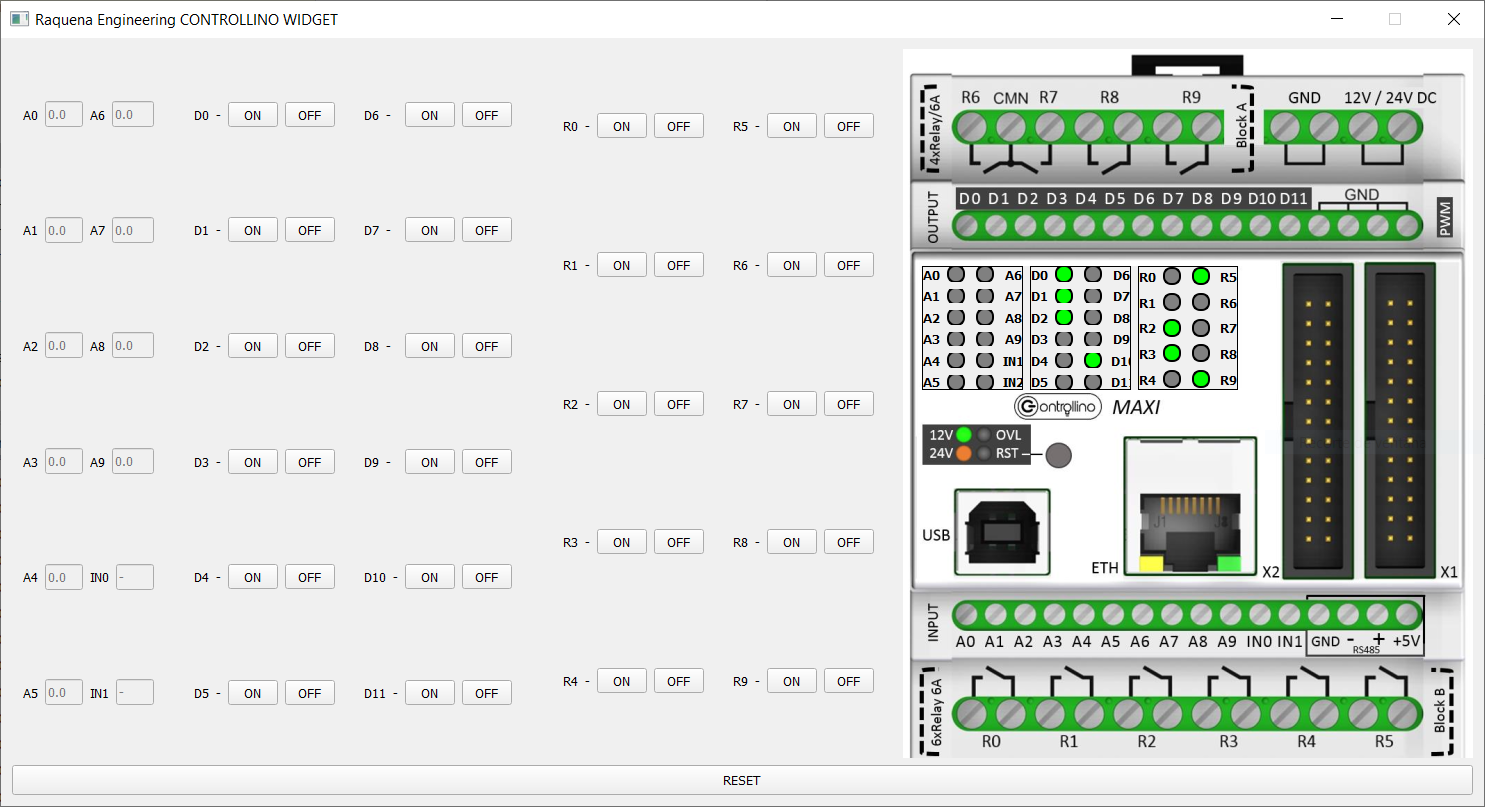 Raquena Engineering CONTROLLINO WIDGET
A0 0.0 A6 0.0 D0 - ON OFF D6 - ON OFF
R0 - ON OFF R5 - ON OFF
A1 0.0 A7 0.0 D1 - ON OFF D7 - ON OFF
R1 - ON OFF R6 - ON OFF
A2 0.0 A8 0.0 D2 - ON OFF D8 - ON OFF
R2 - ON OFF R7 - ON OFF
A3 0.0 A9 0.0 D3 - ON OFF D9 - ON OFF
R3 - ON OFF R8 - ON OFF
A4 0.0 IN0 - D4 - ON OFF D10 - ON OFF
R4 - ON OFF R9 - ON OFF
A5 0.0 IN1 - D5 - ON OFF D11 - ON OFF
4xRelay/6A
R6 CMN R7 R8 R9
Block A
GND 12V / 24V DC
OUTPUT
D0 D1 D2 D3 D4 D5 D6 D7 D8 D9 D10 D11
GND
PWM
A0 A6 D0 D6 R0 R5
A1 A7 D1 D7 R1 R6
A2 A8 D2 D8 R2 R7
A3 A9 D3 D9 R3 R8
A4 IN1 D4 D10 R4 R9
A5 IN2 D5 D1
Controllino MAXI
12V OVL
24V RST
USB
J1 J8
ETH
X2 X1
INPUT
A0 A1 A2 A3 A4 A5 A6 A7 A8 A9 IN0 IN1 GND - + +5V
RS485
6xRelay 6A
Block B
R0 R1 R2 R3 R4 R5
RESET